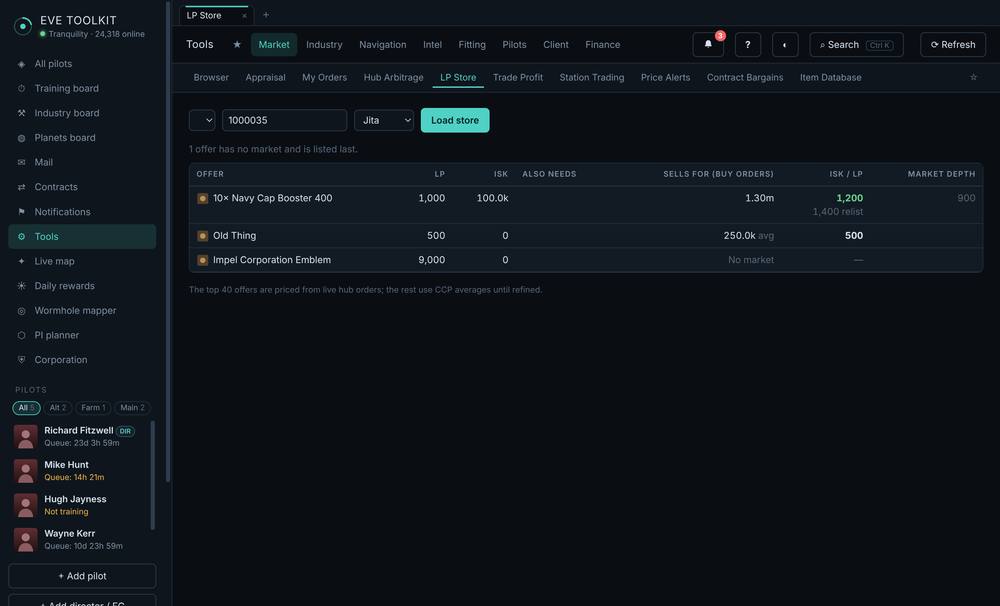 EVE TOOLKIT
Tranquility · 24,318 online
All pilots
Training board
Industry board
Planets board
Mail
Contracts
Notifications
Tools
Live map
Daily rewards
Wormhole mapper
PI planner
Corporation
PILOTS
All 5 Alt 2 Farm 1 Main 2
Richard Fitzwell DIR
Queue: 23d 3h 59m
Mike Hunt
Queue: 14h 21m
Hugh Jayness
Not training
Wayne Kerr
Queue: 10d 23h 59m
+ Add pilot
+ Add director / FC
LP Store × +
Tools ★ Market Industry Navigation Intel Fitting Pilots Client Finance 3 ? Search Ctrl K ⟳ Refresh
Browser Appraisal My Orders Hub Arbitrage LP Store Trade Profit Station Trading Price Alerts Contract Bargains Item Database ☆
1000035 Jita Load store
1 offer has no market and is listed last.
OFFER LP ISK ALSO NEEDS SELLS FOR (BUY ORDERS) ISK / LP MARKET DEPTH
10× Navy Cap Booster 400 1,000 100.0k 1.30m 1,200 900
1,400 relist
Old Thing 500 0 250.0k avg 500
Impel Corporation Emblem 9,000 0 No market —
The top 40 offers are priced from live hub orders; the rest use CCP averages until refined.